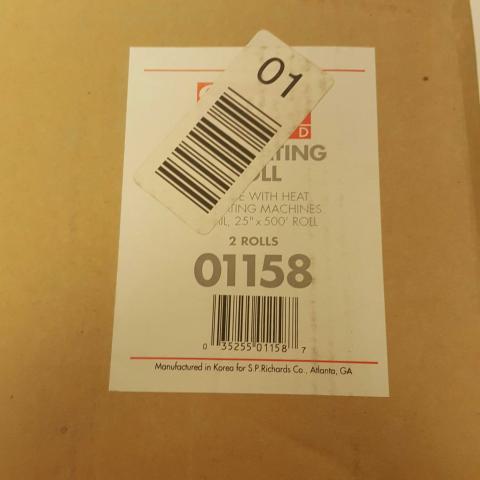 01
D
TING
LL
WITH HEAT
TING MACHINES
25" x 500' ROLL
2 ROLLS
01158
0 35255 01158 7
Manufactured in Korea for S.P.Richards Co., Atlanta, GA